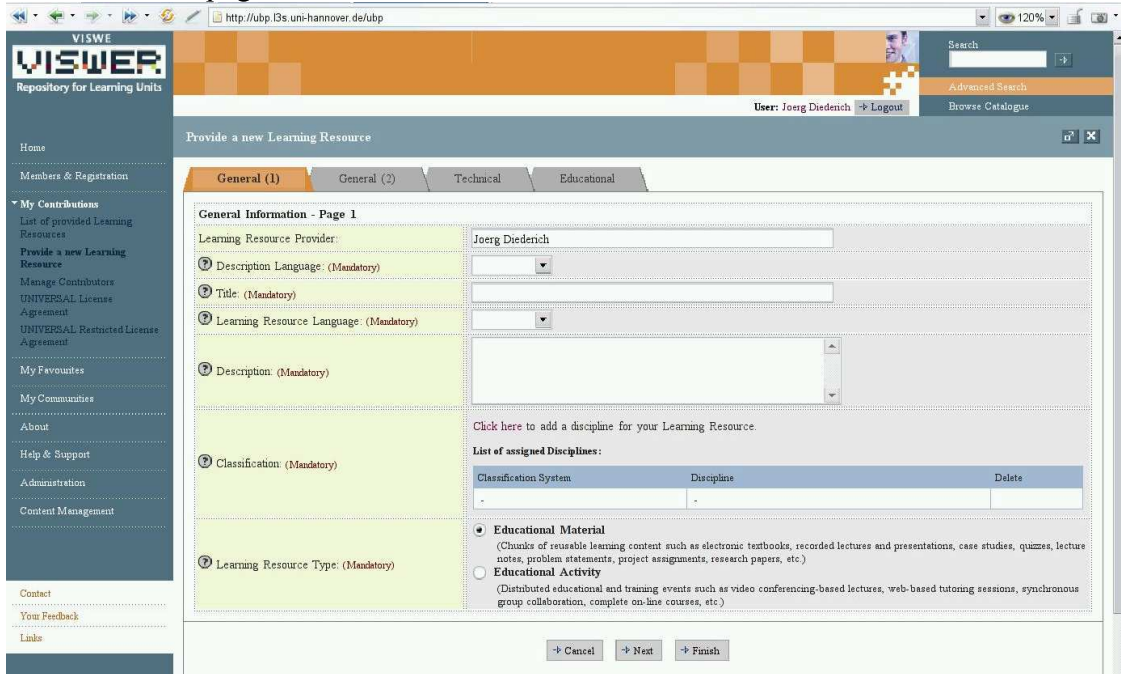 http://ubp.l3s.uni-hannover.de/ubp
120%
VISWE
VISWER
Repository for Learning Units
Search
Advanced Search
Browse Catalogue
User: Joerg Diederich
Logout
Provide a new Learning Resource
Home
Members & Registration
My Contributions
List of provided Learning
Resources
Provide a new Learning
Resource
Manage Contributors
UNIVERSAL License
Agreement
UNIVERSAL Restricted License
Agreement
My Favourites
My Communities
About
Help & Support
Administration
Content Management
Contact
Your Feedback
Links
General (1)
General (2)
Technical
Educational
General Information - Page 1
Learning Resource Provider:
Joerg Diederich
Description Language: (Mandatory)
Title: (Mandatory)
Learning Resource Language: (Mandatory)
Description: (Mandatory)
Classification: (Mandatory)
Click here to add a discipline for your Learning Resource.
List of assigned Disciplines:
Classification System
Discipline
Delete
-
-
Learning Resource Type: (Mandatory)
Educational Material
(Chunks of reusable learning content such as electronic textbooks, recorded lectures and presentations, case studies, quizzes, lecture
notes, problem statements, project assignments, research papers, etc.)
Educational Activity
(Distributed educational and training events such as video conferencing-based lectures, web-based tutoring sessions, synchronous
group collaboration, complete on-line courses, etc.)
Cancel
Next
Finish